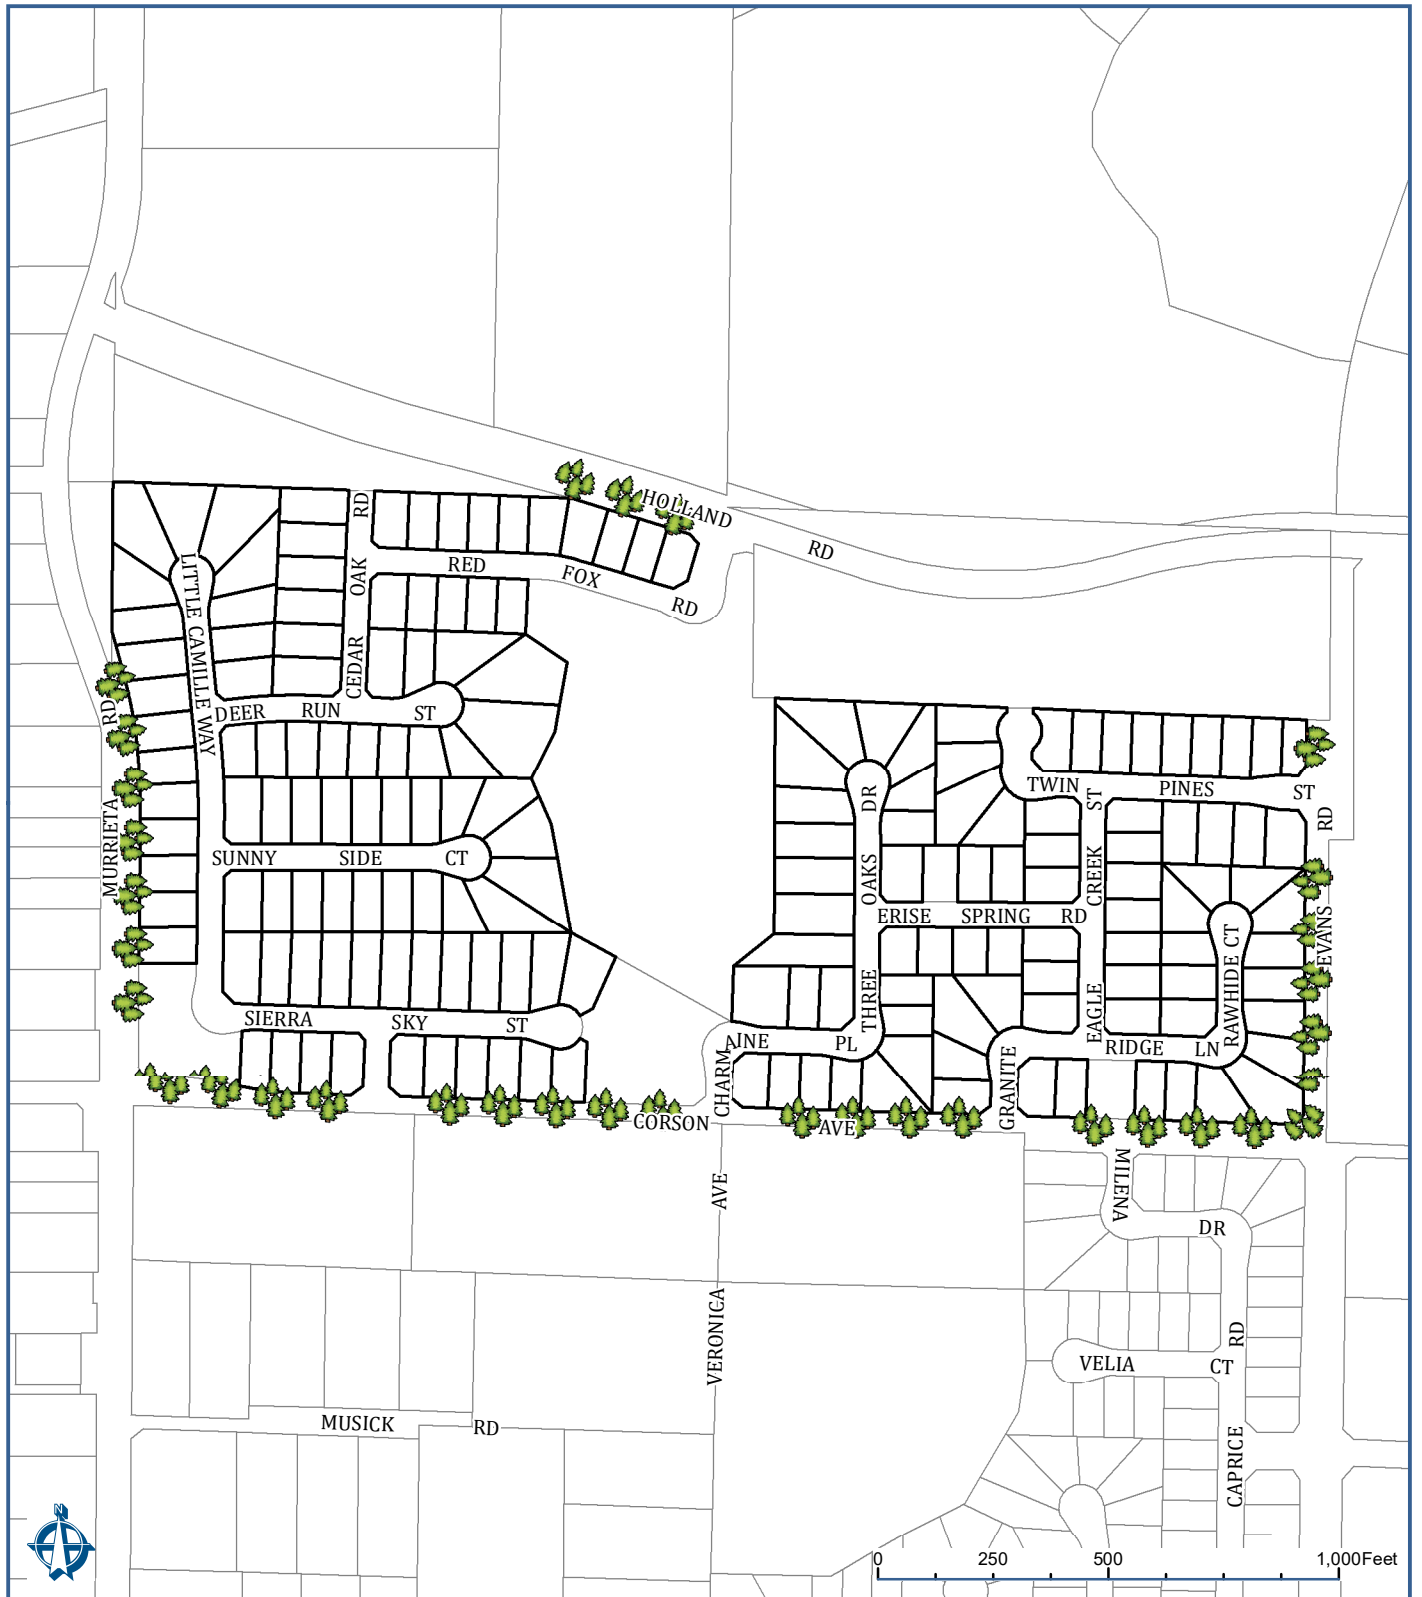 RD
HOLLAND
RD
RED
FOX
RD
OAK
CEDAR
LITTLE CAMILLE WAY
DEER RUN ST
RD
MURRIETA
SUNNY SIDE CT
SIERRA SKY ST
DR
OAKS
THREE
TWIN PINES ST
ST
CREEK
EAGLE
RD
EVANS
ERISE SPRING RD
RAWHIDE CT
RIDGE LN
AINE PL
CHARM
GRANITE
CORSON AVE
AVE
VERONICA
MILENA
DR
RD
VELIA CT
CAPRICE
MUSICK RD
N
0 250 500 1,000Feet